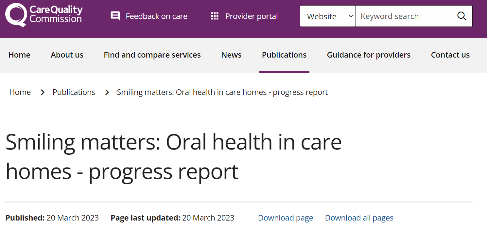 CareQuality
Commission
Feedback on care
Provider portal
Website
Keyword search
Home
About us
Find and compare services
News
Publications
Guidance for providers
Contact us
Home > Publications > Smiling matters: Oral health in care homes - progress report
Smiling matters: Oral health in care
homes - progress report
Published: 20 March 2023 Page last updated: 20 March 2023 Download page Download all pages